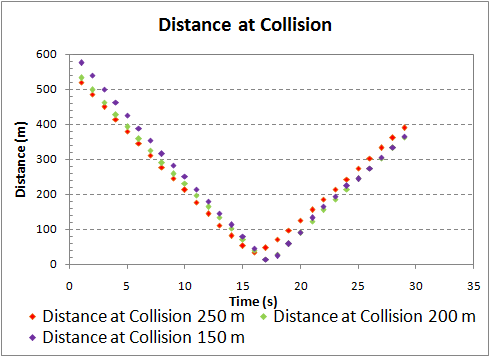 Distance at Collision
600
500
400
300
200
100
0
Distance (m)
0 5 10 15 20 25 30 35
Time (s)
Distance at Collision 250 m Distance at Collision 200 m
Distance at Collision 150 m